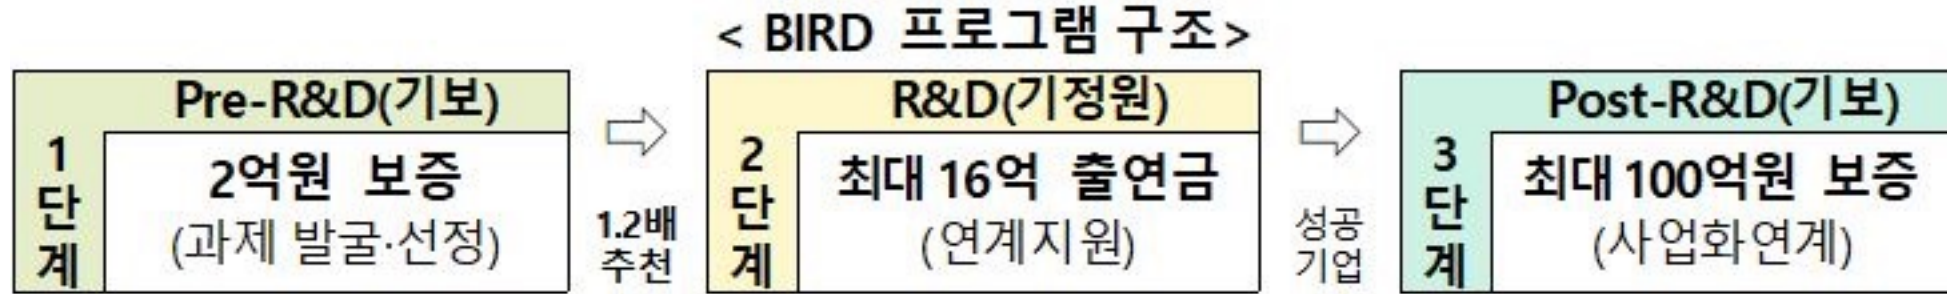 < BIRD 프로그램 구조>
1단계
Pre-R&D(기보)
2억원 보증
(과제 발굴·선정)
⇨
1.2배
추천
2단계
R&D(기정원)
최대 16억 출연금
(연계지원)
⇨
성공
기업
3단계
Post-R&D(기보)
최대 100억원 보증
(사업화연계)